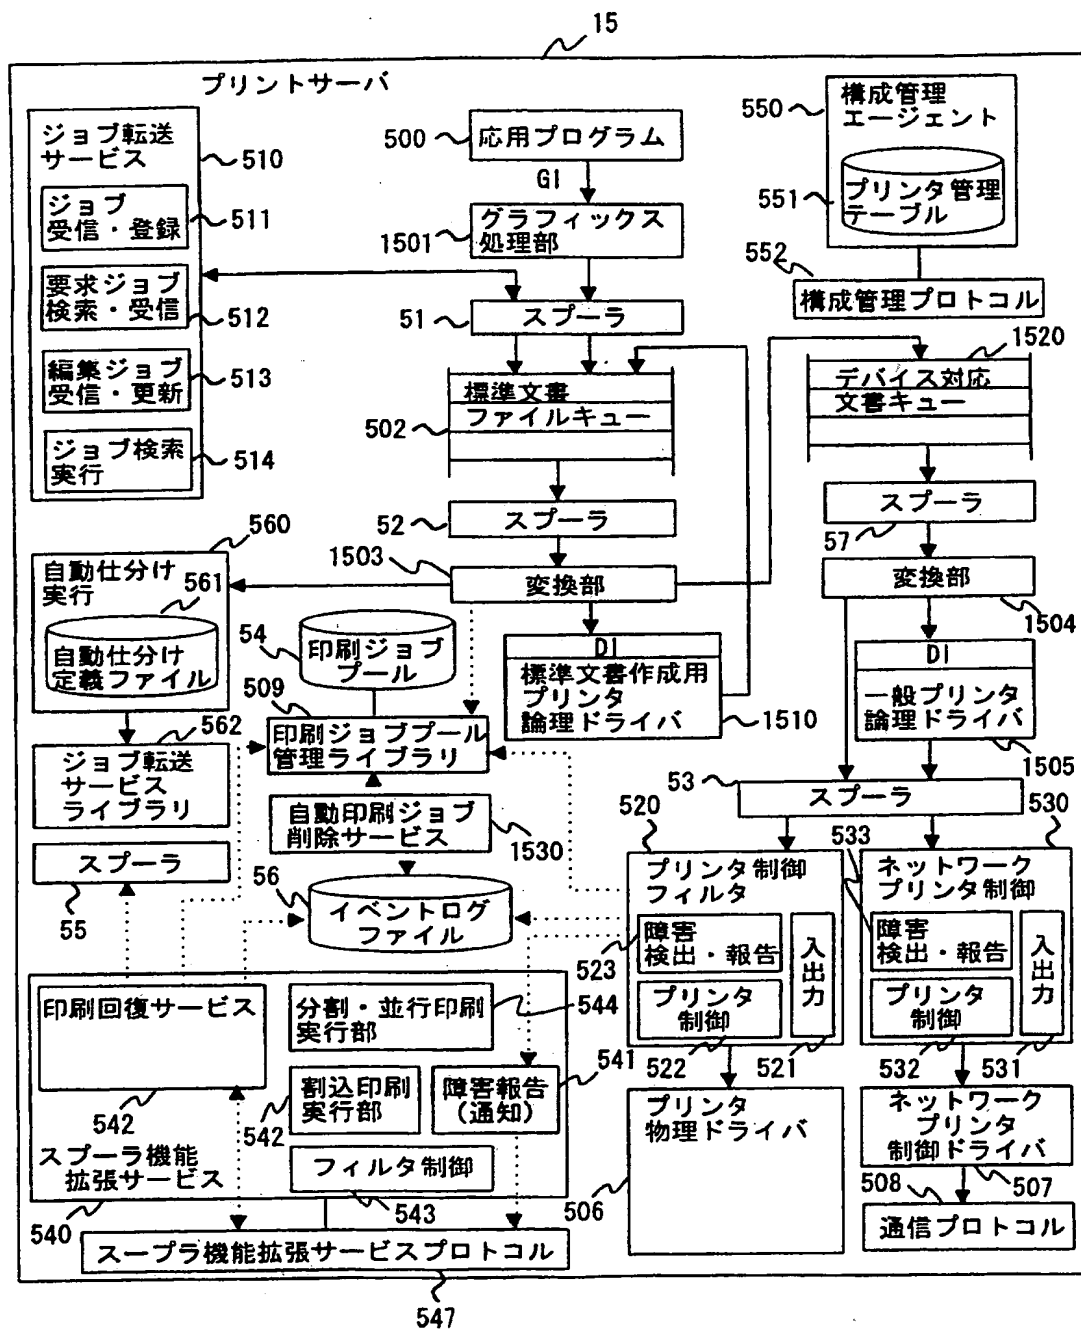 15
プリントサーバ
ジョブ転送
サービス
510
ジョブ
受信・登録
511
要求ジョブ
検索・受信
512
編集ジョブ
受信・更新
513
ジョブ検索
実行
514
500
応用プログラム
GI
1501
グラフィックス
処理部
51
スプーラ
標準文書
ファイルキュー
502
52
スプーラ
1503
変換部
550
構成管理
エージェント
551
プリンタ管理
テーブル
552
構成管理プロトコル
1520
デバイス対応
文書キュー
スプーラ
57
変換部
1504
DI
一般プリンタ
論理ドライバ
1505
DI
標準文書作成用
プリンタ
論理ドライバ
1510
560
自動仕分け
実行
561
自動仕分け
定義ファイル
562
ジョブ転送
サービス
ライブラリ
スプーラ
55
54
印刷ジョブ
プール
509
印刷ジョブプール
管理ライブラリ
自動印刷ジョブ
削除サービス
1530
56
イベントログ
ファイル
53
スプーラ
520
プリンタ制御
フィルタ
障害
検出・報告
523
プリンタ
制御
522
入出力
521
530
533
ネットワーク
プリンタ制御
障害
検出・報告
プリンタ
制御
532
入出力
531
印刷回復サービス
542
分割・並行印刷
実行部
544
割込印刷
実行部
542
541
障害報告
(通知)
フィルタ制御
543
スプーラ機能
拡張サービス
540
スープラ機能拡張サービスプロトコル
547
プリンタ
物理ドライバ
506
ネットワーク
プリンタ
制御ドライバ
507
508
通信プロトコル